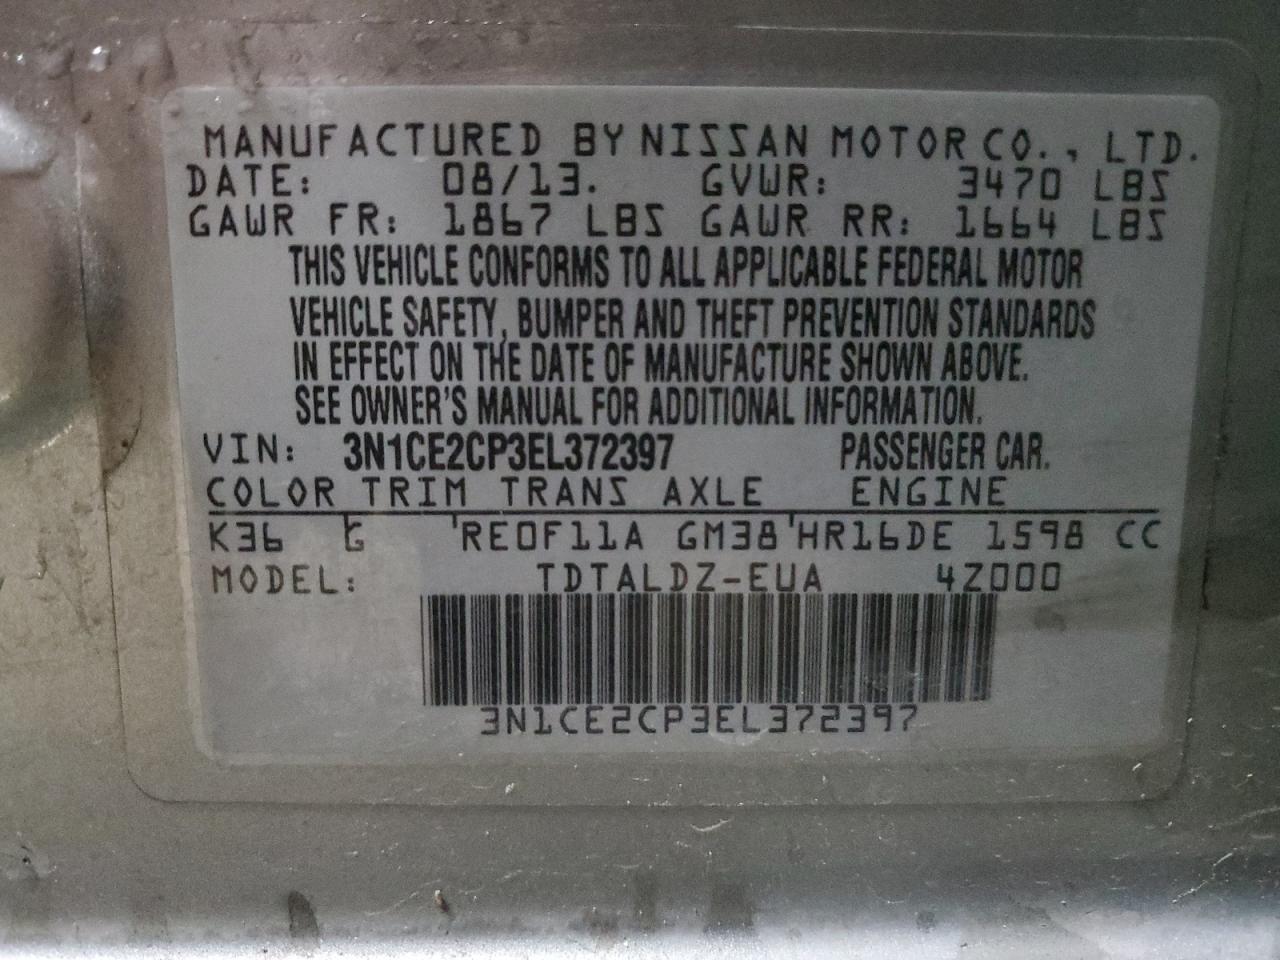 MANUFACTURED BY NISSAN MOTOR CO., LTD.
DATE: 08/13. GVWR: 3470 LBS
GAWR FR: 1867 LBS GAWR RR: 1664 LBS
THIS VEHICLE CONFORMS TO ALL APPLICABLE FEDERAL MOTOR
VEHICLE SAFETY, BUMPER AND THEFT PREVENTION STANDARDS
IN EFFECT ON THE DATE OF MANUFACTURE SHOWN ABOVE.
SEE OWNER'S MANUAL FOR ADDITIONAL INFORMATION.
VIN: 3N1CE2CP3EL372397 PASSENGER CAR.
COLOR TRIM TRANS AXLE ENGINE
K36 G 'RE0F11A GM38'HR16DE 1598 CC
MODEL: TDTALDZ-EUA 4Z000
3N1CE2CP3EL372397